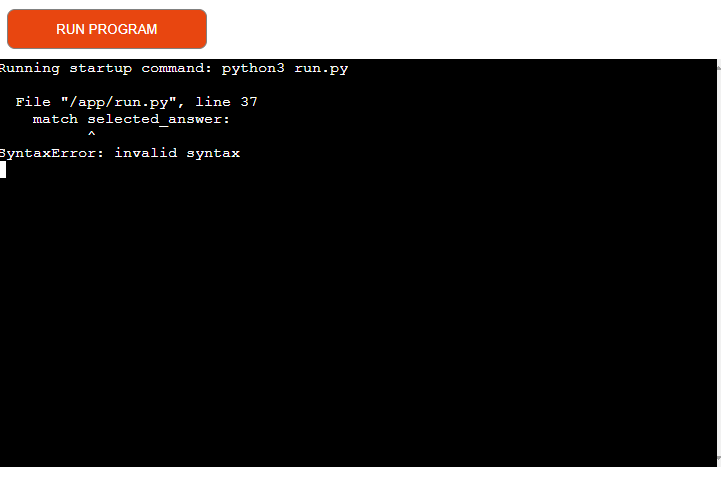 RUN PROGRAM
Running startup command: python3 run.py
File "/app/run.py", line 37
match selected_answer:
^
SyntaxError: invalid syntax